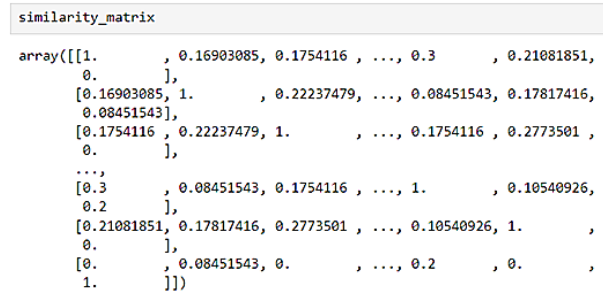 similarity_matrix
array([[1.        , 0.16903085, 0.1754116 , ..., 0.3       , 0.21081851,
        0.        ],
       [0.16903085, 1.        , 0.22237479, ..., 0.08451543, 0.17817416,
        0.08451543],
       [0.1754116 , 0.22237479, 1.        , ..., 0.1754116 , 0.2773501 ,
        0.        ],
       ...,
       [0.3       , 0.08451543, 0.1754116 , ..., 1.        , 0.10540926,
        0.2       ],
       [0.21081851, 0.17817416, 0.2773501 , ..., 0.10540926, 1.        ,
        0.        ],
       [0.        , 0.08451543, 0.        , ..., 0.2       , 0.        ,
        1.        ]])